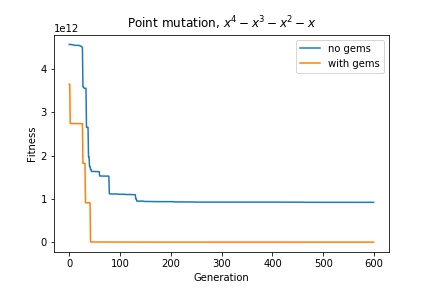 Point mutation, x⁴ − x³ − x² − x
1e12
no gems
with gems
4
3
2
1
0
Fitness
0 100 200 300 400 500 600
Generation